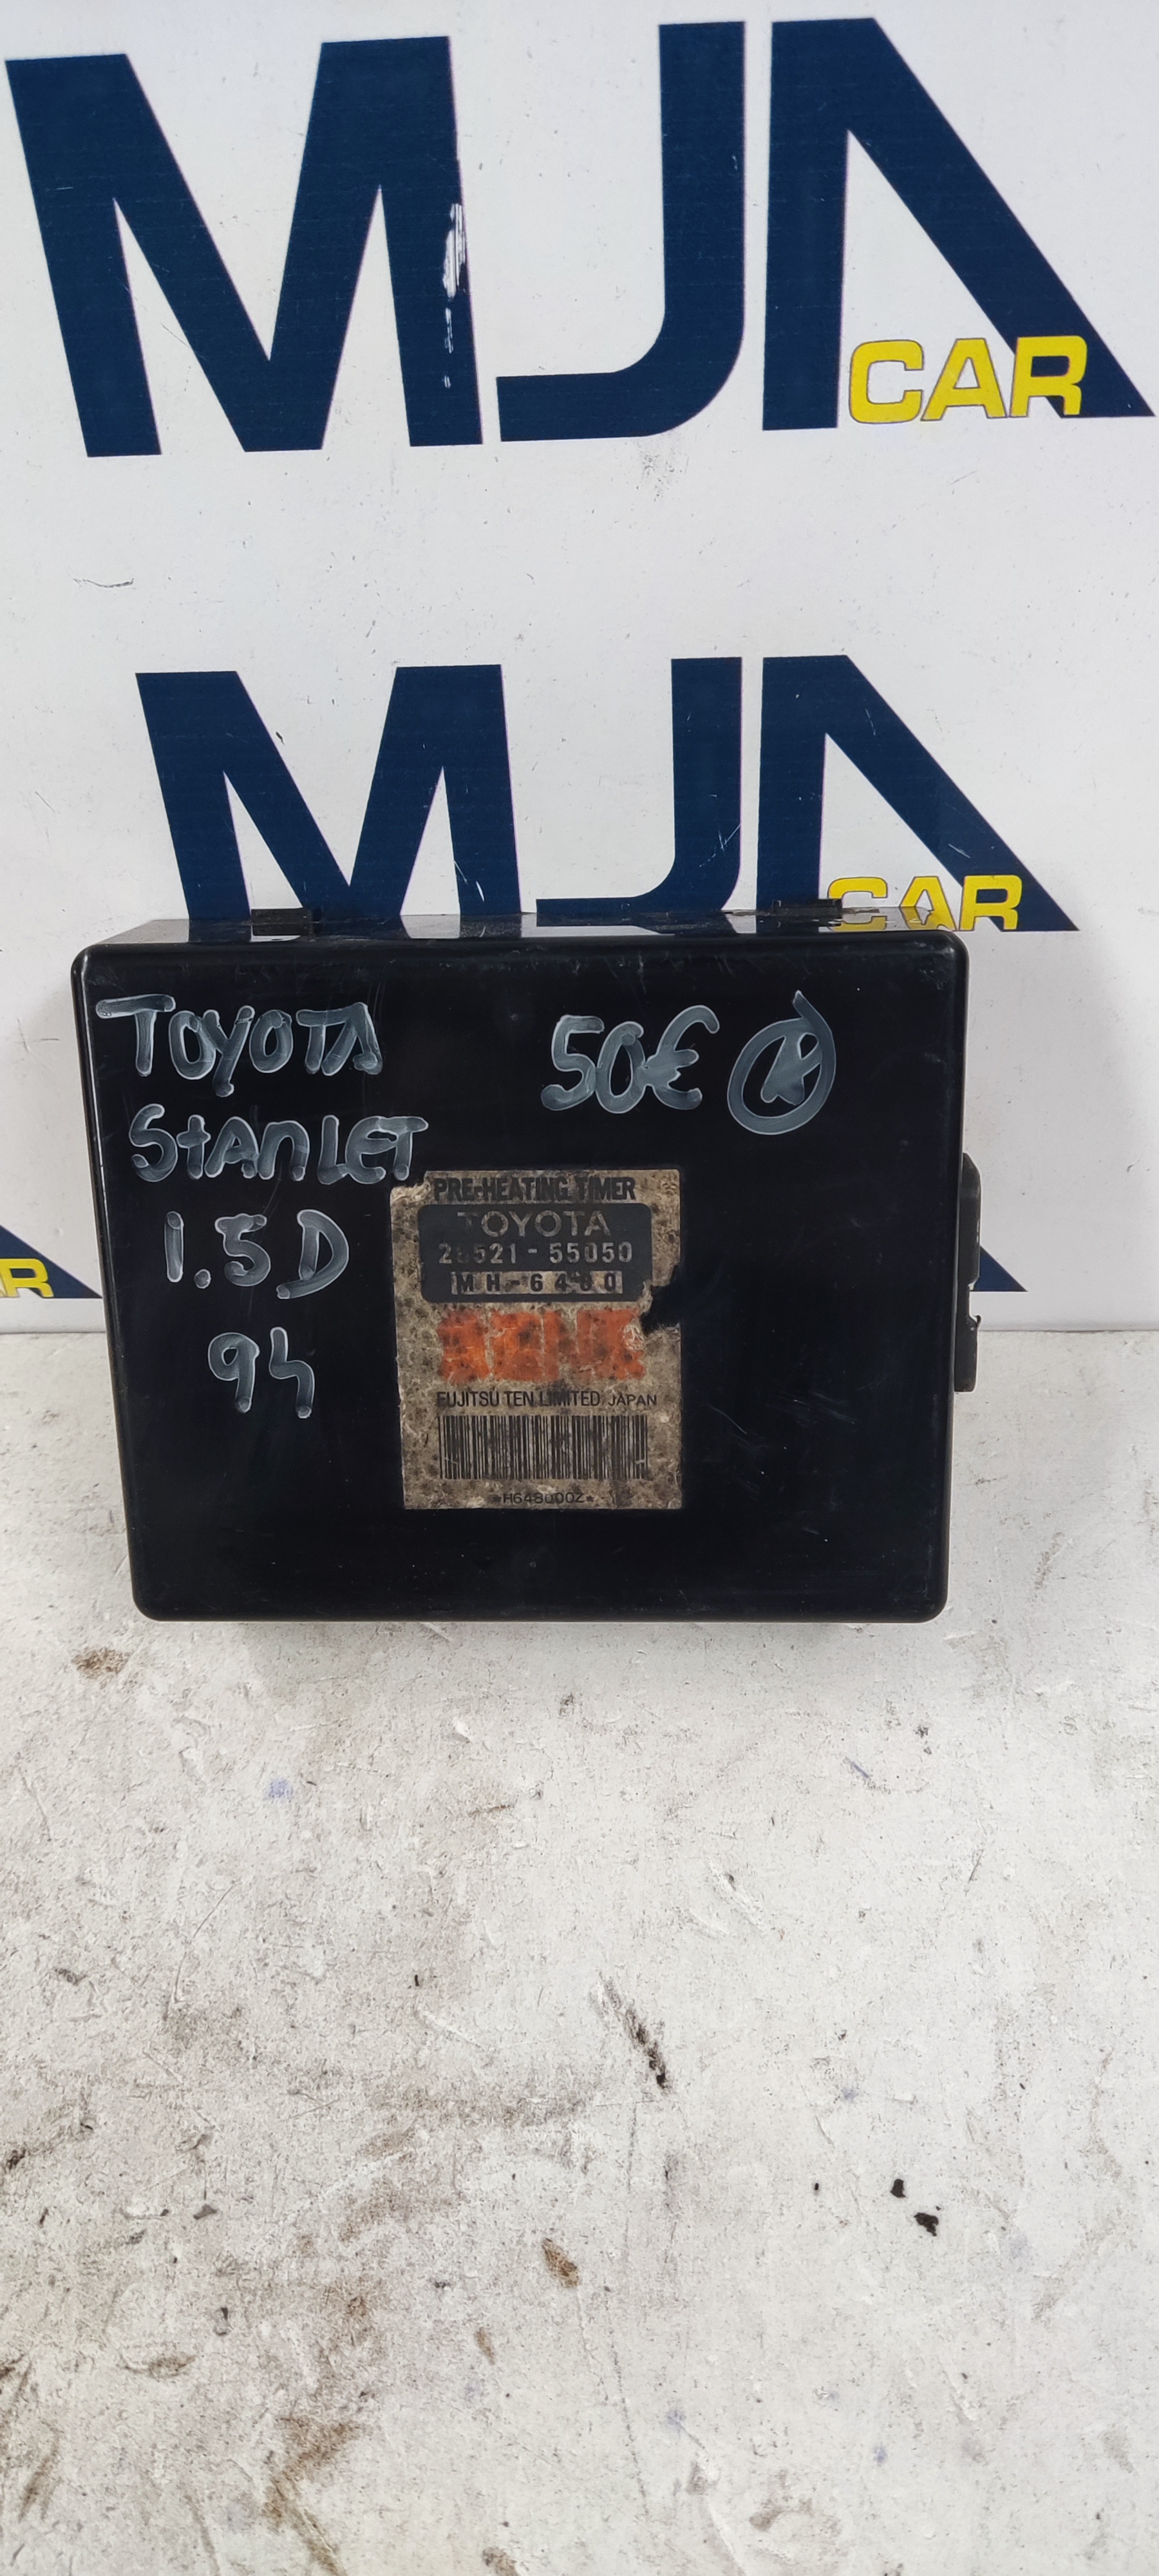 MJA
CAR
MJA
CAR
TOYOTA
STANLET
1.5D
94
50€ K
PRE-HEATING TIMER
TOYOTA
28521-55050
MH-6480
FUJITSU TEN LIMITED JAPAN
*H648000Z*